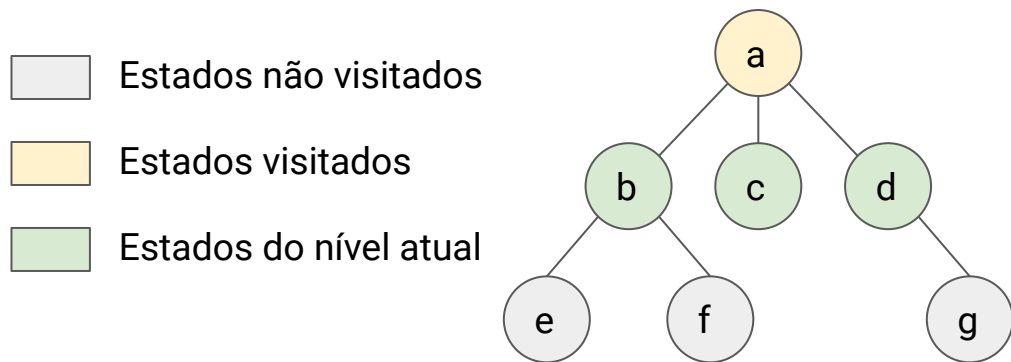 Estados não visitados
Estados visitados
Estados do nível atual
a
b c d
e f g